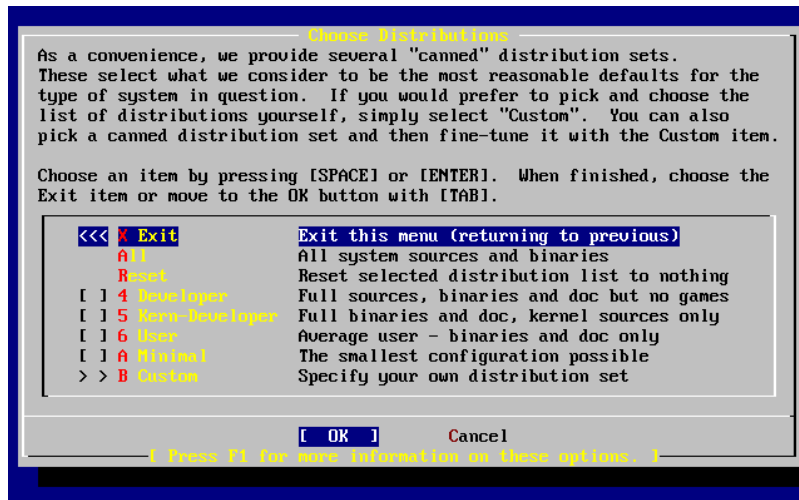 Choose Distributions
As a convenience, we provide several "canned" distribution sets.
These select what we consider to be the most reasonable defaults for the
type of system in question.  If you would prefer to pick and choose the
list of distributions yourself, simply select "Custom".  You can also
pick a canned distribution set and then fine-tune it with the Custom item.
Choose an item by pressing [SPACE] or [ENTER].  When finished, choose the
Exit item or move to the OK button with [TAB].
<<< X Exit Exit this menu (returning to previous)
All All system sources and binaries
Reset Reset selected distribution list to nothing
[ ] 4 Developer Full sources, binaries and doc but no games
[ ] 5 Kern-Developer Full binaries and doc, kernel sources only
[ ] 6 User Average user - binaries and doc only
[ ] A Minimal The smallest configuration possible
> > B Custom Specify your own distribution set
[ OK ] Cancel
[ Press F1 for more information on these options. ]